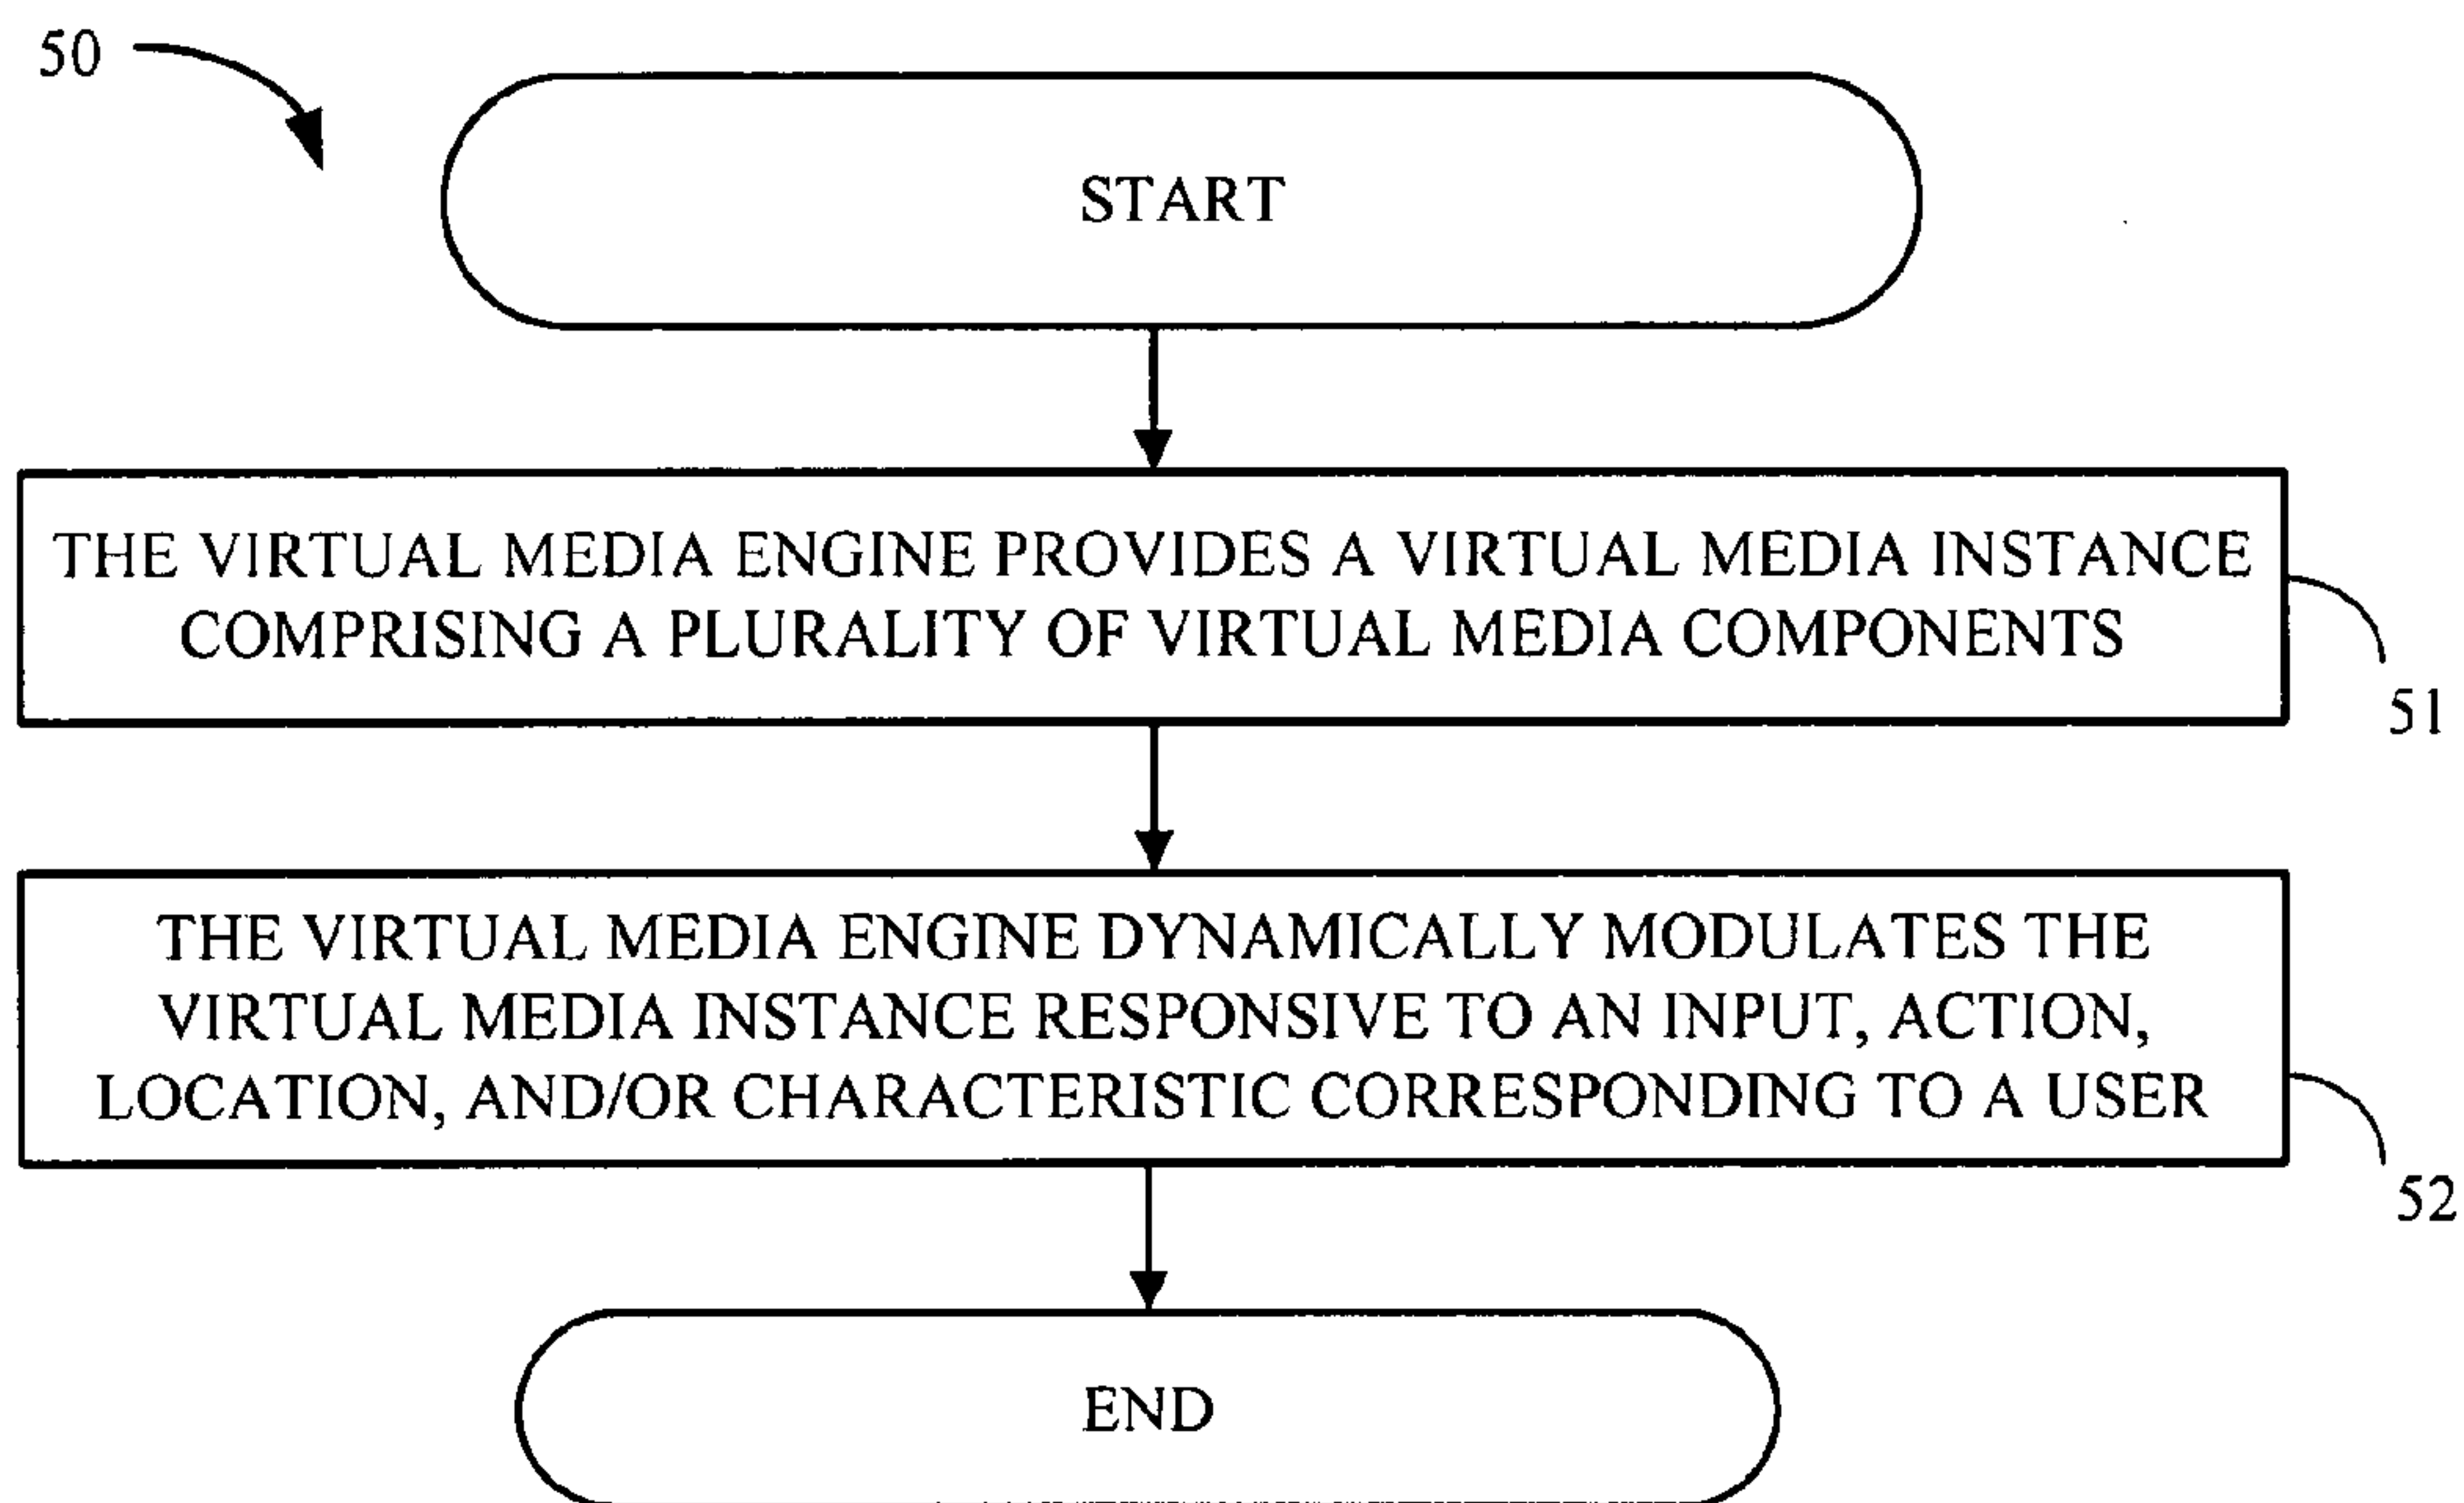 50
START
THE VIRTUAL MEDIA ENGINE PROVIDES A VIRTUAL MEDIA INSTANCE
COMPRISING A PLURALITY OF VIRTUAL MEDIA COMPONENTS
51
THE VIRTUAL MEDIA ENGINE DYNAMICALLY MODULATES THE
VIRTUAL MEDIA INSTANCE RESPONSIVE TO AN INPUT, ACTION,
LOCATION, AND/OR CHARACTERISTIC CORRESPONDING TO A USER
52
END